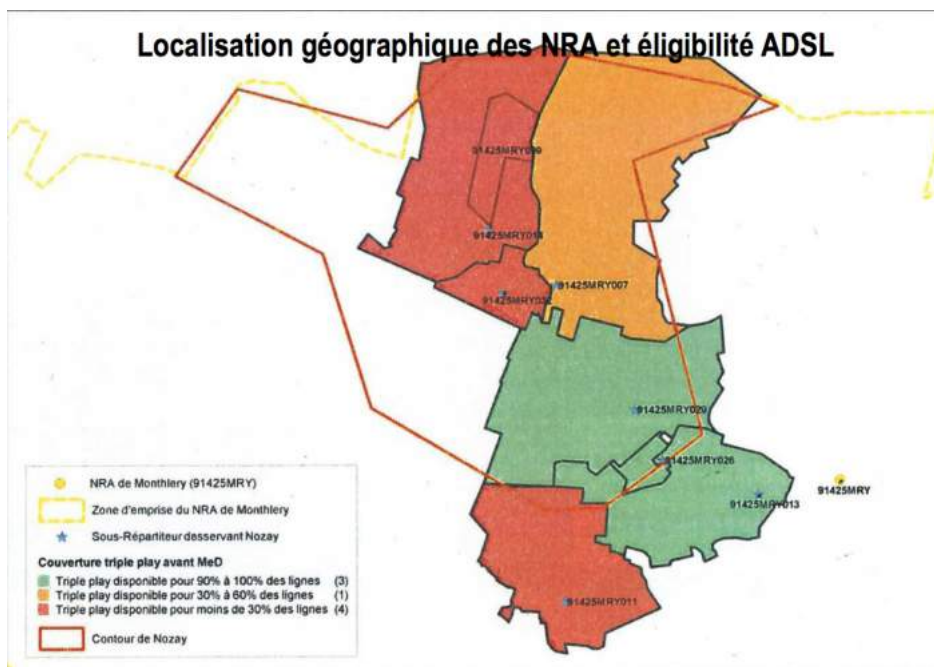 Localisation géographique des NRA et éligibilité ADSL
91425MRY030
91425MRY014
91425MRY032
91425MRY007
91425MRY029
91425MRY026
91425MRY013
91425MRY
91425MRY011
NRA de Monthlery (91425MRY)
Zone d'emprise du NRA de Monthlery
Sous-Répartiteur desservant Nozay
Couverture triple play avant MeD
Triple play disponible pour 90% à 100% des lignes (3)
Triple play disponible pour 30% à 60% des lignes (1)
Triple play disponible pour moins de 30% des lignes (4)
Contour de Nozay